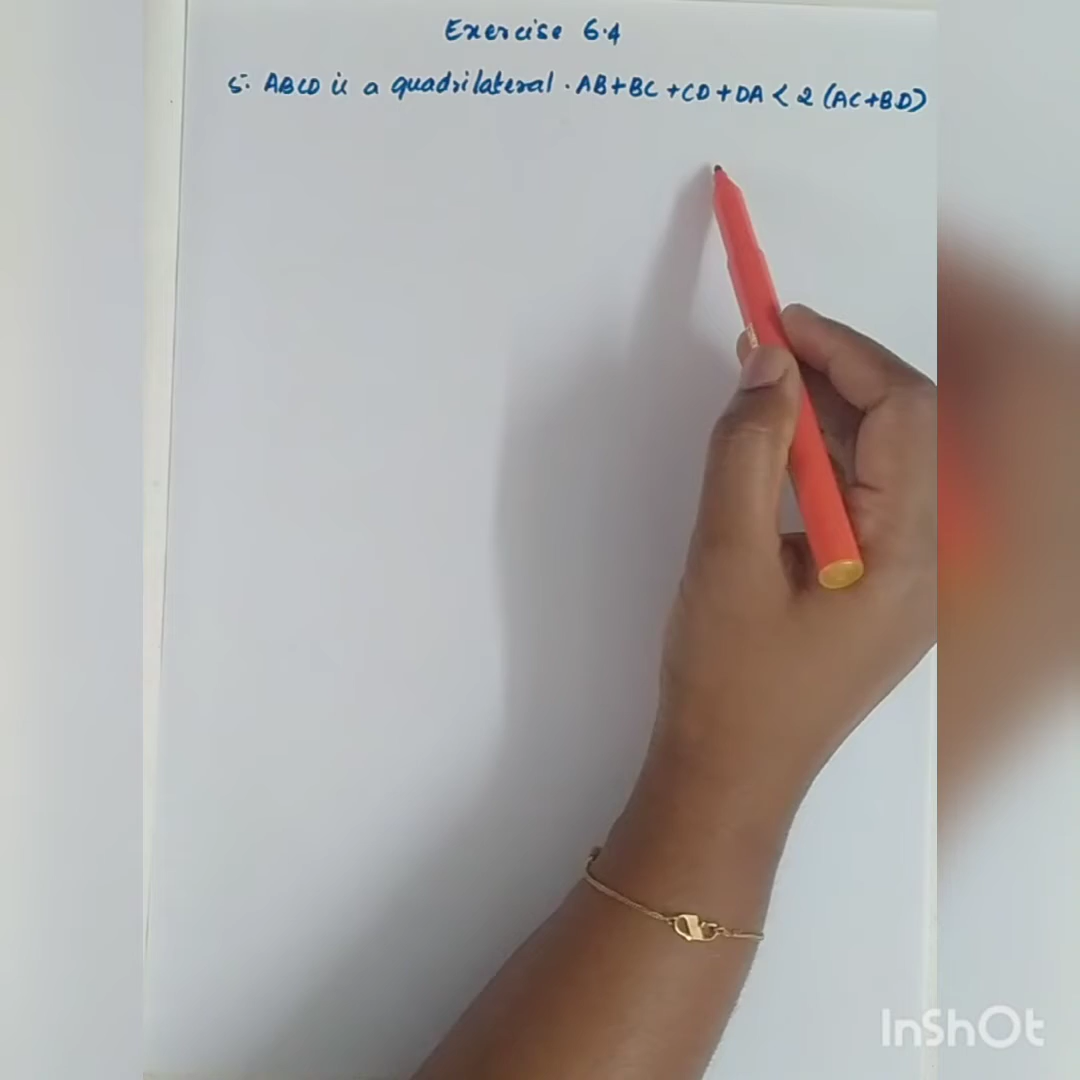 Exercise 6.4
5. ABCD is a quadrilateral. AB+BC+CD+DA < 2 (AC+BD)
InShOt